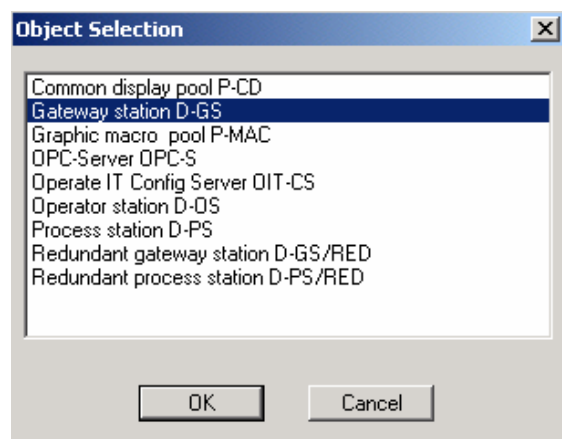 Object Selection
Common display pool P-CD
Gateway station D-GS
Graphic macro  pool P-MAC
OPC-Server OPC-S
Operate IT Config Server OIT-CS
Operator station D-OS
Process station D-PS
Redundant gateway station D-GS/RED
Redundant process station D-PS/RED
OK Cancel